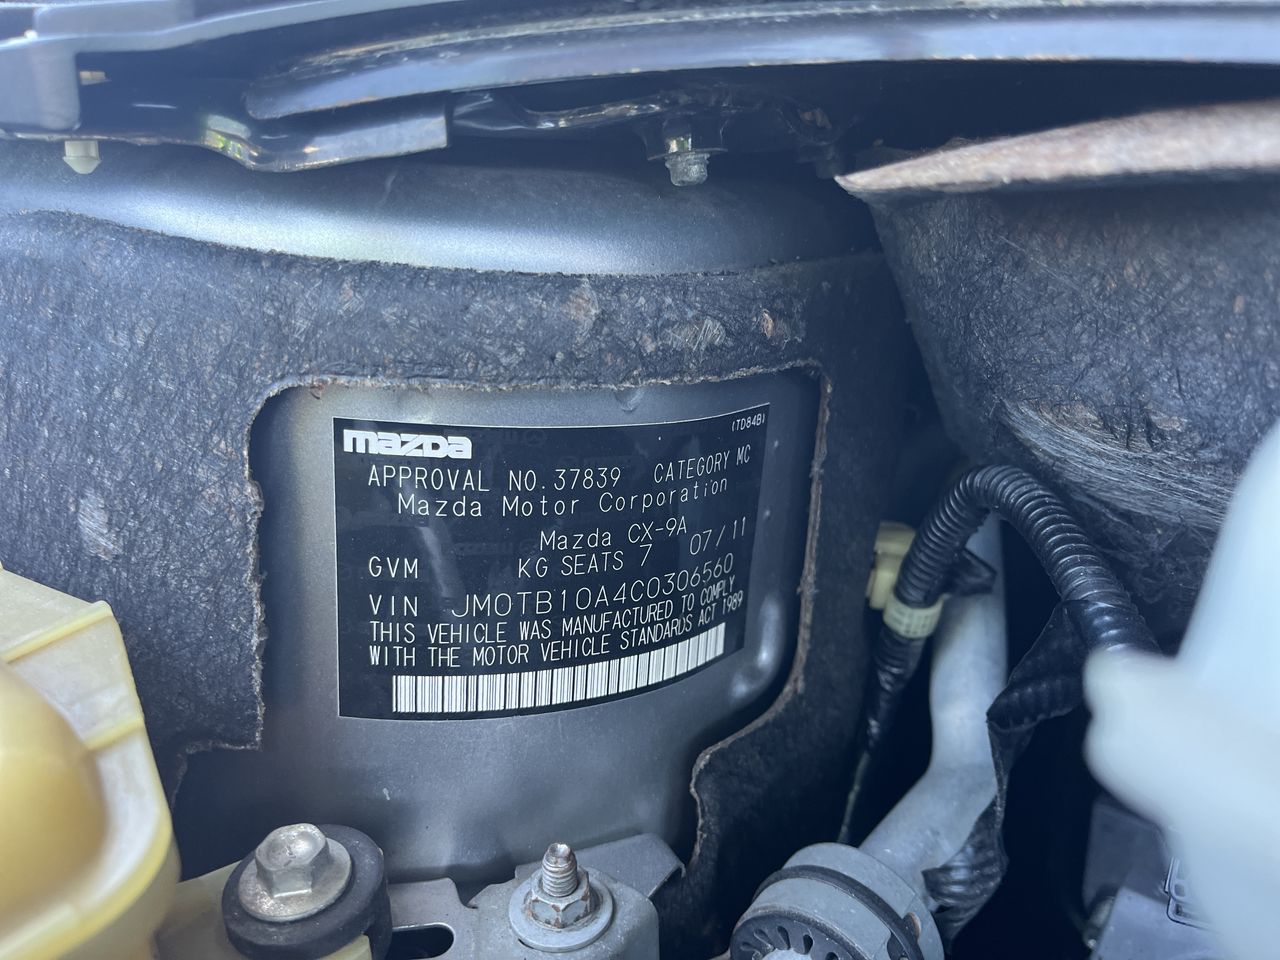 mazda
(TD84B)
APPROVAL NO. 37839 CATEGORY MC
Mazda Motor Corporation
Mazda CX-9A
GVM KG SEATS 7 07/11
VIN JM0TB10A4C0306560
THIS VEHICLE WAS MANUFACTURED TO COMPLY
WITH THE MOTOR VEHICLE STANDARDS ACT 1989